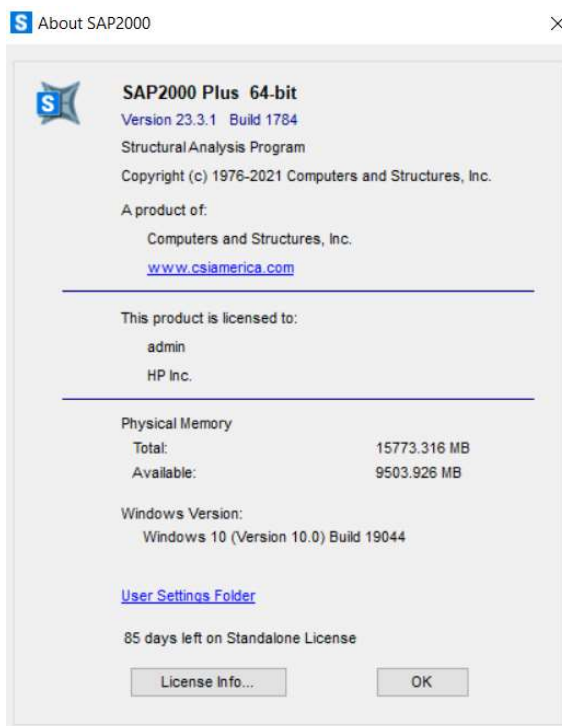 S About SAP2000
S
SAP2000 Plus 64-bit
Version 23.3.1 Build 1784
Structural Analysis Program
Copyright (c) 1976-2021 Computers and Structures, Inc.
A product of:
Computers and Structures, Inc.
www.csiamerica.com
This product is licensed to:
admin
HP Inc.
Physical Memory
Total: 15773.316 MB
Available: 9503.926 MB
Windows Version:
Windows 10 (Version 10.0) Build 19044
User Settings Folder
85 days left on Standalone License
License Info... OK